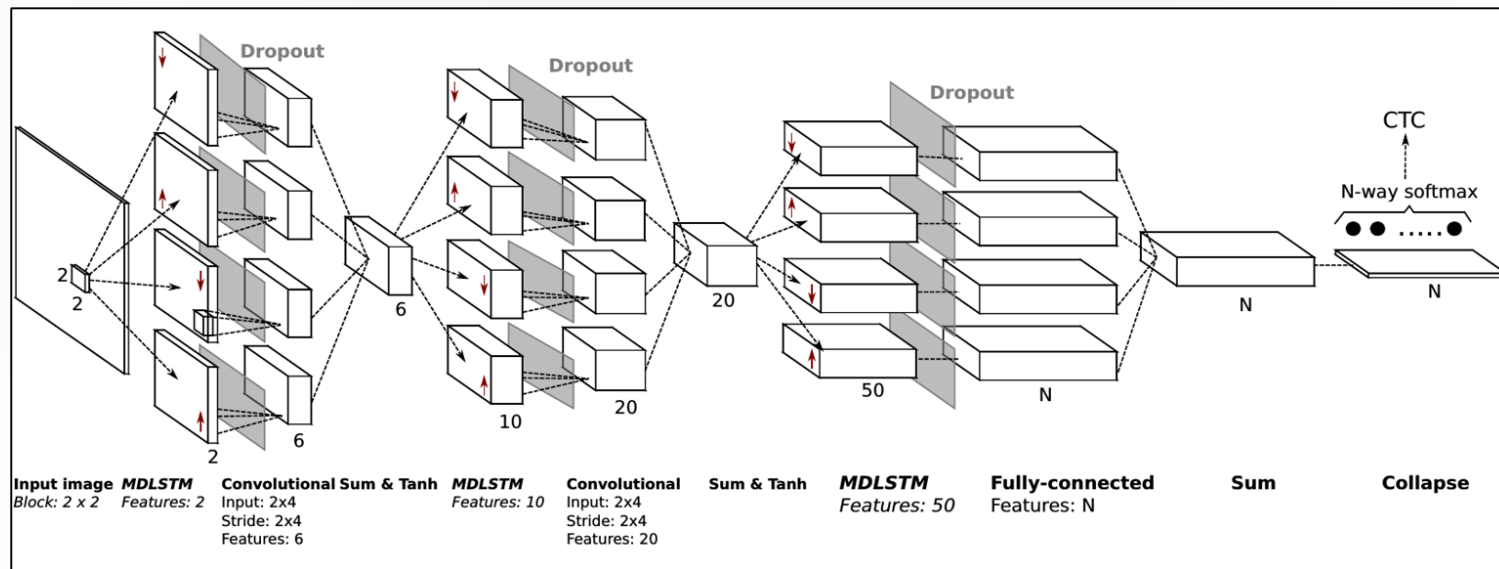 Dropout
Dropout
Dropout
CTC
N-way softmax
.....
2
2
2
6
6
10
20
20
50
N
N
N
Input image
Block: 2 x 2
MDLSTM
Features: 2
Convolutional
Input: 2x4
Stride: 2x4
Features: 6
Sum & Tanh
MDLSTM
Features: 10
Convolutional
Input: 2x4
Stride: 2x4
Features: 20
Sum & Tanh
MDLSTM
Features: 50
Fully-connected
Features: N
Sum
Collapse